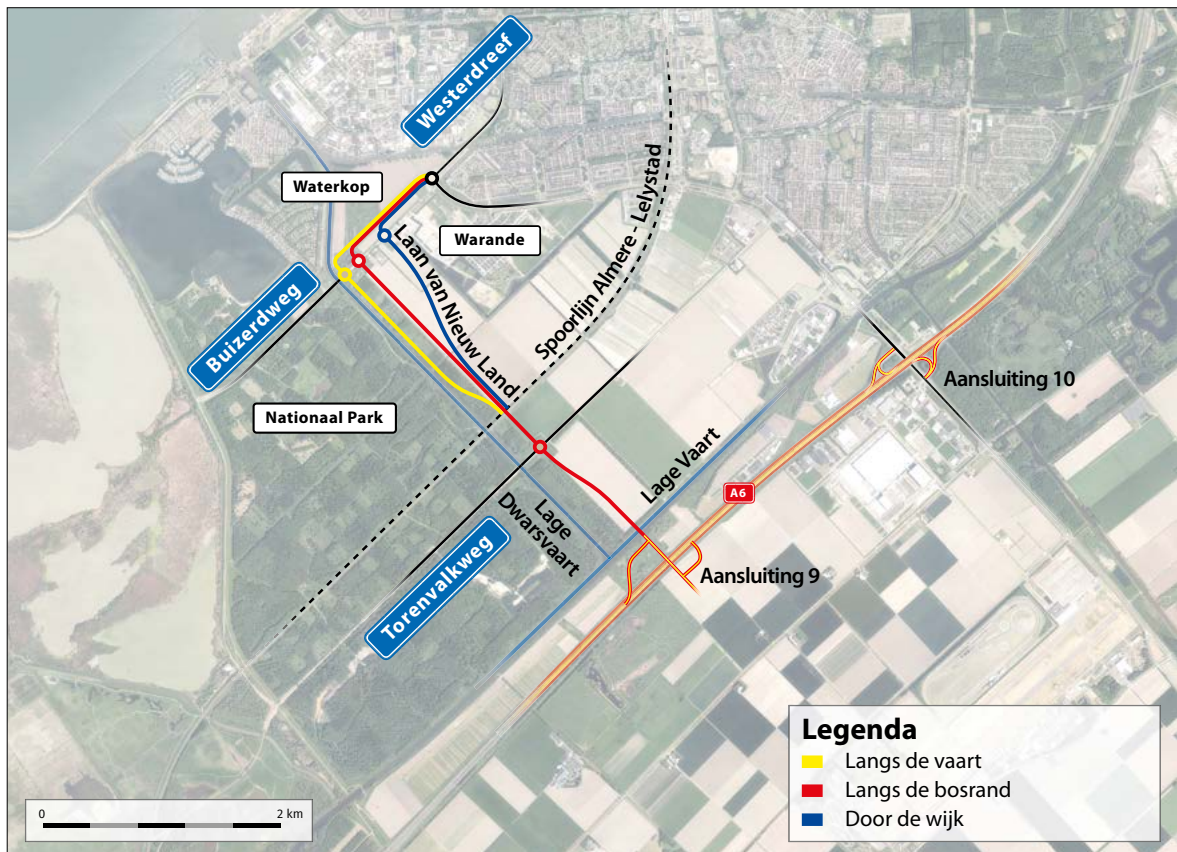 Westerdreef
Waterkop
Warande
Laan van Nieuw Land
Spoorlijn Almere - Lelystad
Buizerdweg
Nationaal Park
Aansluiting 10
Lage Vaart
A6
Lage
Dwarsvaart
Aansluiting 9
Torenvalkweg
Legenda
Langs de vaart
Langs de bosrand
Door de wijk
0 2 km